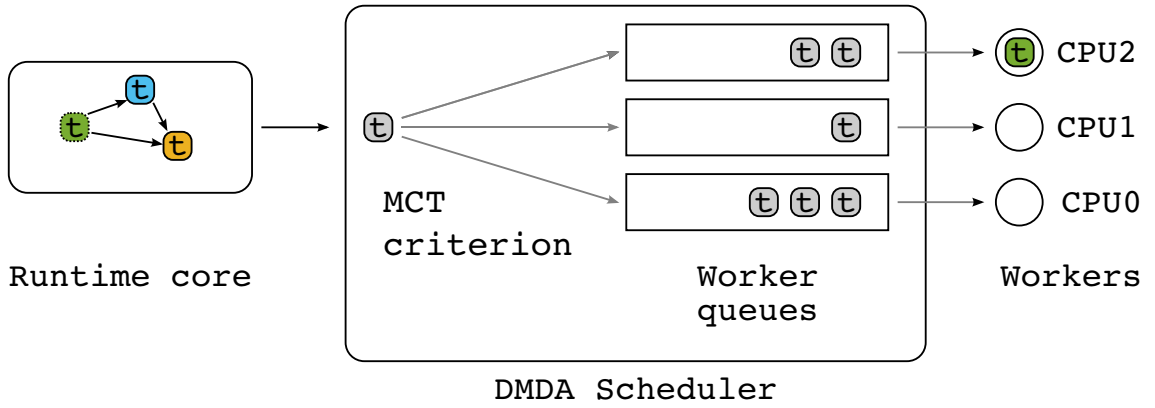 t
t
t
Runtime core
t
MCT
criterion
t t
t
t t t
Worker
queues
DMDA Scheduler
t CPU2
CPU1
CPU0
Workers